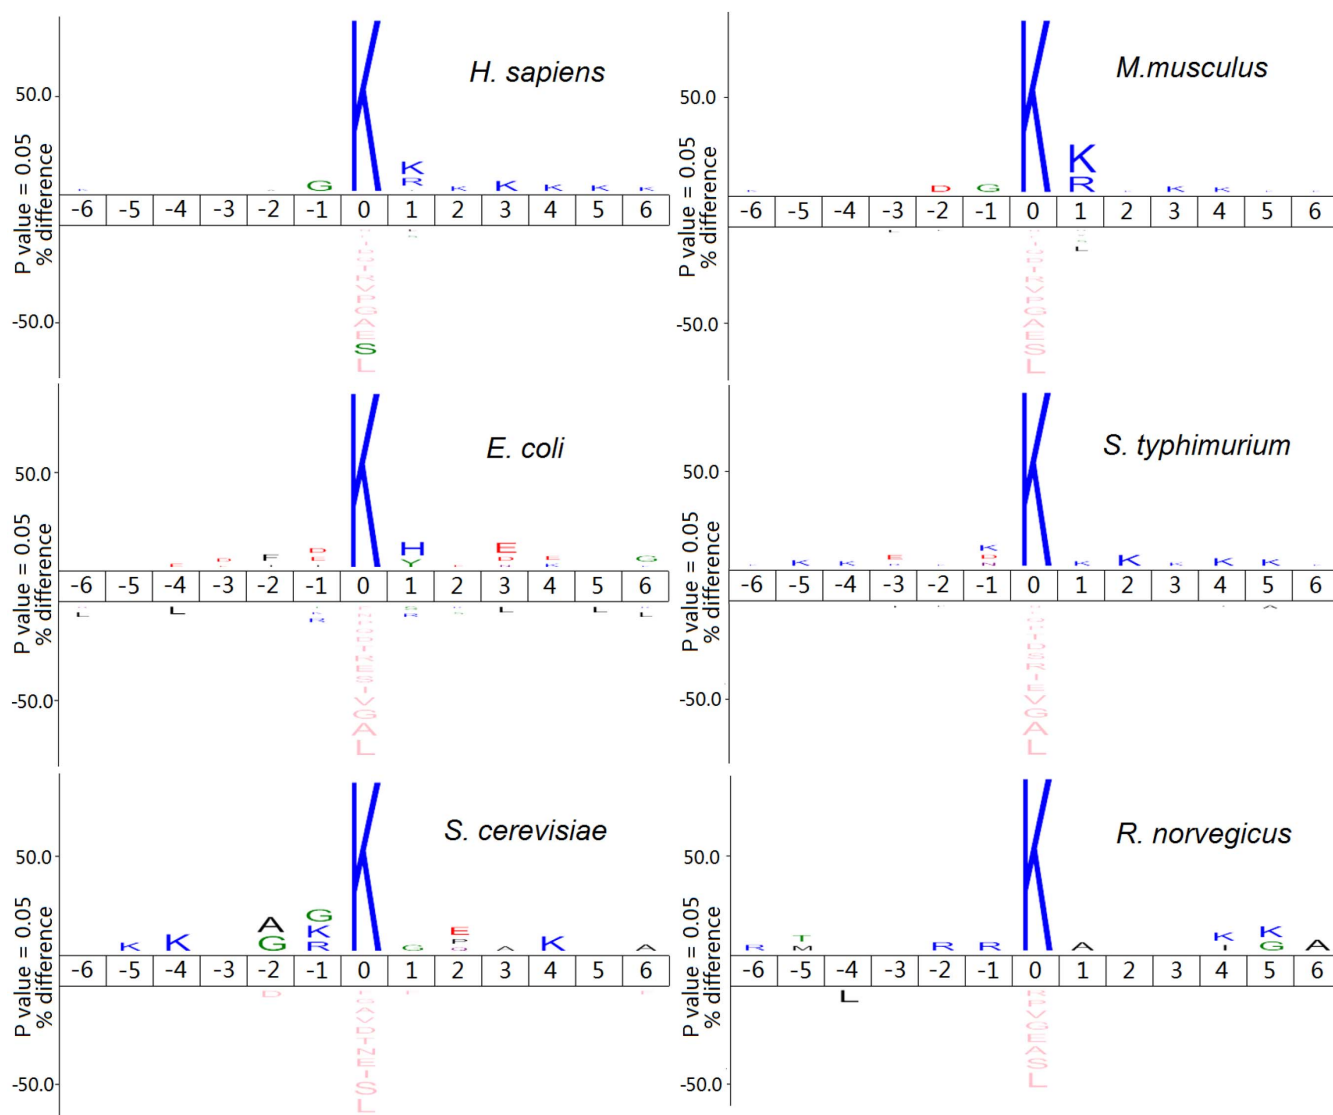 H. sapiens
P value = 0.05
% difference
50.0
-50.0
K
G K R K K K K K
-6 -5 -4 -3 -2 -1 0 1 2 3 4 5 6
V
P
G
A
E
S
L
M.musculus
P value = 0.05
% difference
50.0
-50.0
K
K
D G R K K
-6 -5 -4 -3 -2 -1 0 1 2 3 4 5 6
L
V
P
G
A
E
S
L
E. coli
P value = 0.05
% difference
50.0
-50.0
K
D H E
F Y D E G
K
-6 -5 -4 -3 -2 -1 0 1 2 3 4 5 6
L L R R L L L
E
S
I
V
G
A
L
S. typhimurium
P value = 0.05
% difference
50.0
-50.0
K
K
K K E D K K K K
N
-6 -5 -4 -3 -2 -1 0 1 2 3 4 5 6
A
D
S
R
I
E
V
G
A
L
S. cerevisiae
P value = 0.05
% difference
50.0
-50.0
K
G
A K E
K K G R G P A K A
-6 -5 -4 -3 -2 -1 0 1 2 3 4 5 6
D
A
V
D
T
N
E
I
S
L
R. norvegicus
P value = 0.05
% difference
50.0
-50.0
K
T K K
R M R R A I G A
-6 -5 -4 -3 -2 -1 0 1 2 3 4 5 6
L
K
P
V
G
E
A
S
L